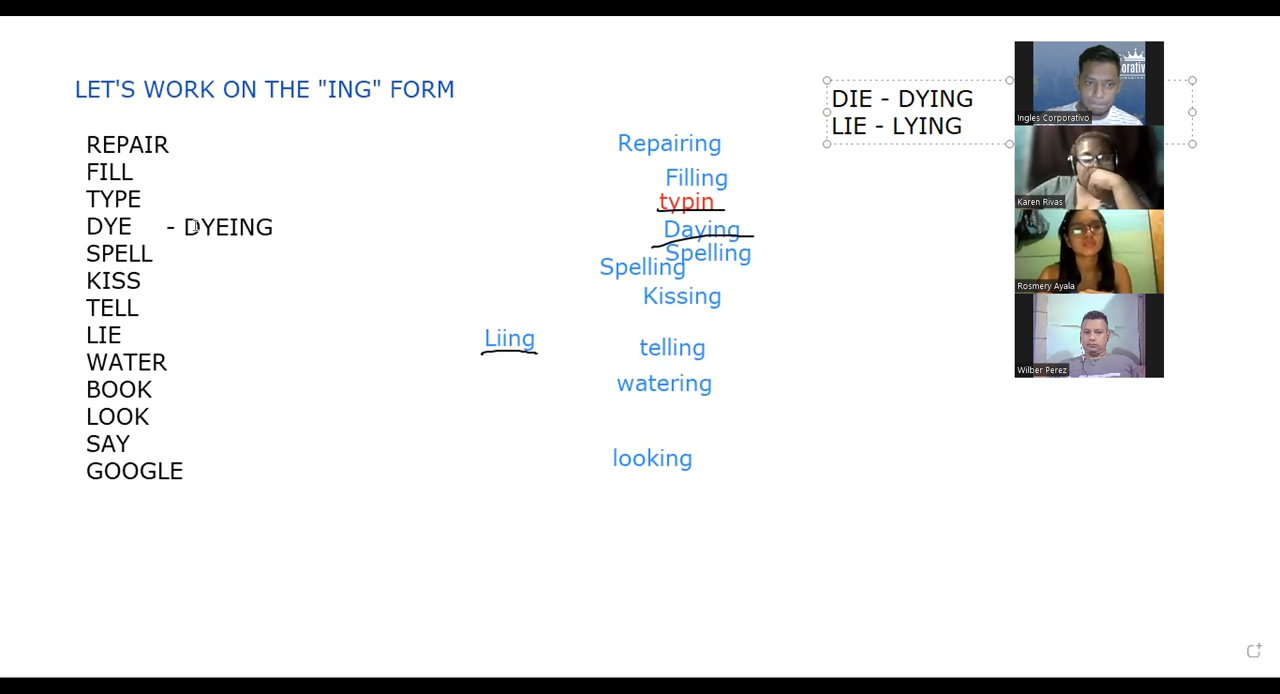 LET'S WORK ON THE "ING" FORM
DIE - DYING
LIE - LYING
REPAIR
Repairing
FILL
Filling
TYPE
typin
DYE - DYEING
Daying
SPELL
Spelling
Spelling
KISS
Kissing
TELL
LIE
Liing
telling
WATER
watering
BOOK
LOOK
SAY
looking
GOOGLE
orativ
Ingles Corporativo
Karen Rivas
Rosmery Ayala
Wilber Perez